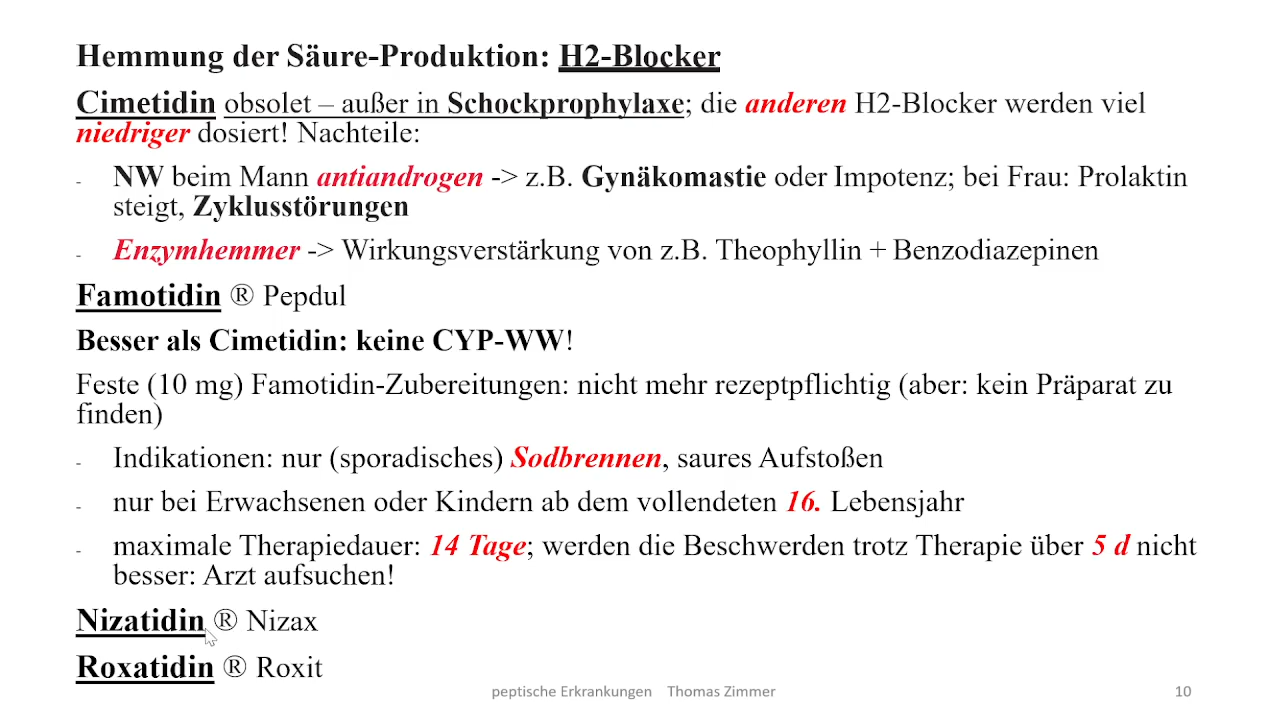 Hemmung der Säure-Produktion: H2-Blocker
Cimetidin obsolet – außer in Schockprophylaxe; die anderen H2-Blocker werden viel
niedriger dosiert! Nachteile:
- NW beim Mann antiandrogen -> z.B. Gynäkomastie oder Impotenz; bei Frau: Prolaktin
steigt, Zyklusstörungen
- Enzymhemmer -> Wirkungsverstärkung von z.B. Theophyllin + Benzodiazepinen
Famotidin ® Pepdul
Besser als Cimetidin: keine CYP-WW!
Feste (10 mg) Famotidin-Zubereitungen: nicht mehr rezeptpflichtig (aber: kein Präparat zu
finden)
- Indikationen: nur (sporadisches) Sodbrennen, saures Aufstoßen
- nur bei Erwachsenen oder Kindern ab dem vollendeten 16. Lebensjahr
- maximale Therapiedauer: 14 Tage; werden die Beschwerden trotz Therapie über 5 d nicht
besser: Arzt aufsuchen!
Nizatidin ® Nizax
Roxatidin ® Roxit
peptische Erkrankungen Thomas Zimmer 10